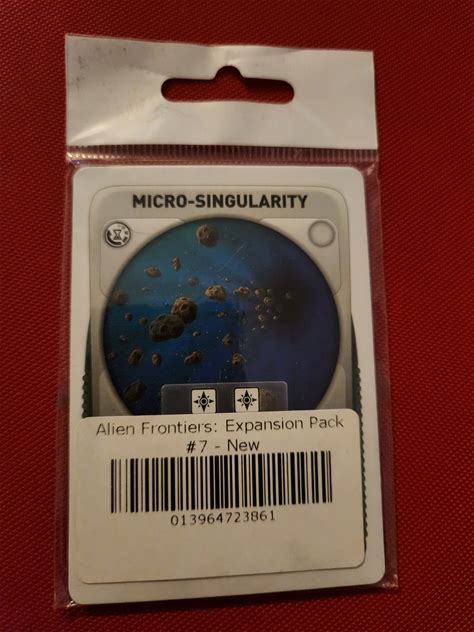 MICRO-SINGULARITY
Alien Frontiers: Expansion Pack
#7 - New
013964723861